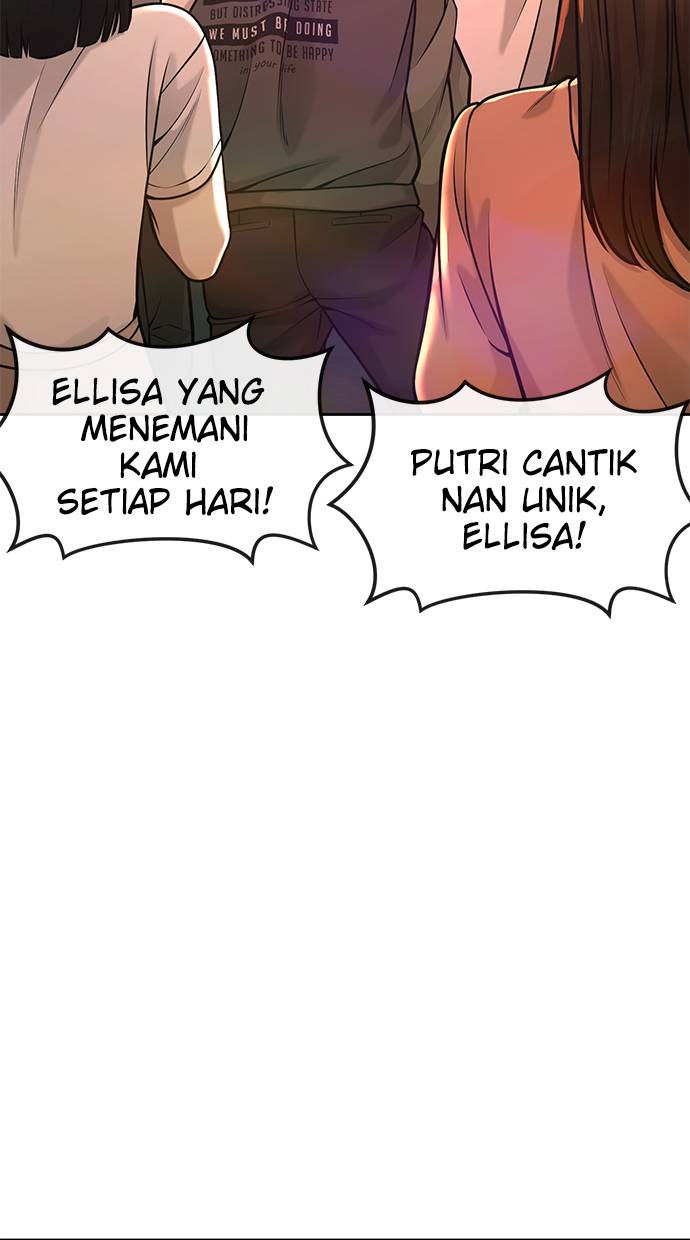 BUT DISTRESSING STATE
WE MUST BE DOING
SOMETHING TO BE HAPPY
in your life
ELLISA YANG
MENEMANI
KAMI
SETIAP HARI!
PUTRI CANTIK
NAN UNIK,
ELLISA!